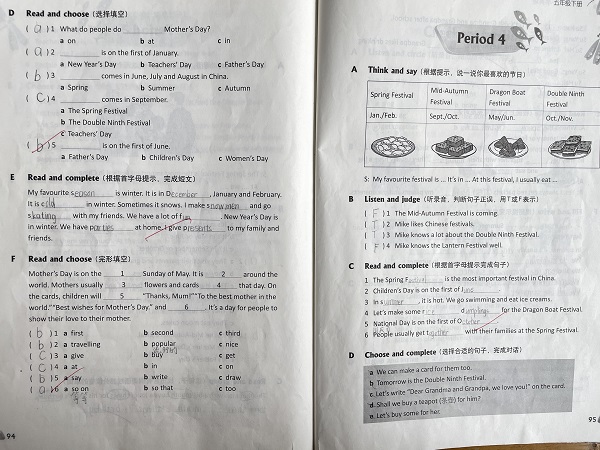 D Read and choose (选择填空)
( a ) 1 What do people do ______ Mother's Day?
a on b at c in
( a ) 2 ______ is on the first of January.
a New Year's Day b Teachers' Day c Father's Day
( b ) 3 ______ comes in June, July and August in China.
a Spring b Summer c Autumn
( C ) 4 ______ comes in September.
a The Spring Festival
b The Double Ninth Festival
c Teachers' Day
( b ) 5 ______ is on the first of June.
a Father's Day b Children's Day c Women's Day
E Read and complete (根据首字母提示,完成短文)
My favourite season is winter. It is in December, January and February.
It is cold in winter. Sometimes it snows. I make snowmen and go
skating with my friends. We have a lot of fun. New Year's Day is
in winter. We have parties at home. I give presents to my family and
friends.
F Read and choose (完形填空)
Mother's Day is on the 1 Sunday of May. It is 2 around the
world. Mothers usually 3 flowers and cards 4 that day. On
the cards, children will 5 "Thanks, Mum!" "To the best mother in the
world." "Best wishes for Mother's Day." and 6 . It's a day for people to
show their love to their mother.
( b ) 1 a first b second c third
( b ) 2 a travelling b popular c nice
( C ) 3 a give b buy c get
( C ) 4 a at b in c on
( b ) 5 a say b write c draw
( a ) 6 a so on b so that c too
等等
94
五年级下册
Period 4
A Think and say (根据提示,说一说你最喜欢的节日)
Spring Festival Mid-Autumn Festival Dragon Boat Festival Double Ninth Festival
Jan./Feb. Sept./Oct. May/Jun. Oct./Nov.
S: My favourite festival is ... It's in ... At this festival, I usually eat ...
B Listen and judge (听录音,判断句子正误,用T或F表示)
( F ) 1 The Mid-Autumn Festival is coming.
( T ) 2 Mike likes Chinese festivals.
( T ) 3 Mike knows a lot about the Double Ninth Festival.
( F ) 4 Mike knows the Lantern Festival well.
C Read and complete (根据首字母提示完成句子)
1 The Spring Festival is the most important festival in China.
2 Children's Day is on the first of June
3 In summer, it is hot. We go swimming and eat ice creams.
4 Let's make some rice dumplings for the Dragon Boat Festival.
5 National Day is on the first of October
6 People usually get together with their families at the Spring Festival.
D Choose and complete (选择合适的句子,完成对话)
a We can make a card for them too.
b Tomorrow is the Double Ninth Festival.
c Let's write "Dear Grandma and Grandpa, we love you!" on the card.
d Shall we buy a teapot (茶壶) for him?
e Let's buy some for her.
95